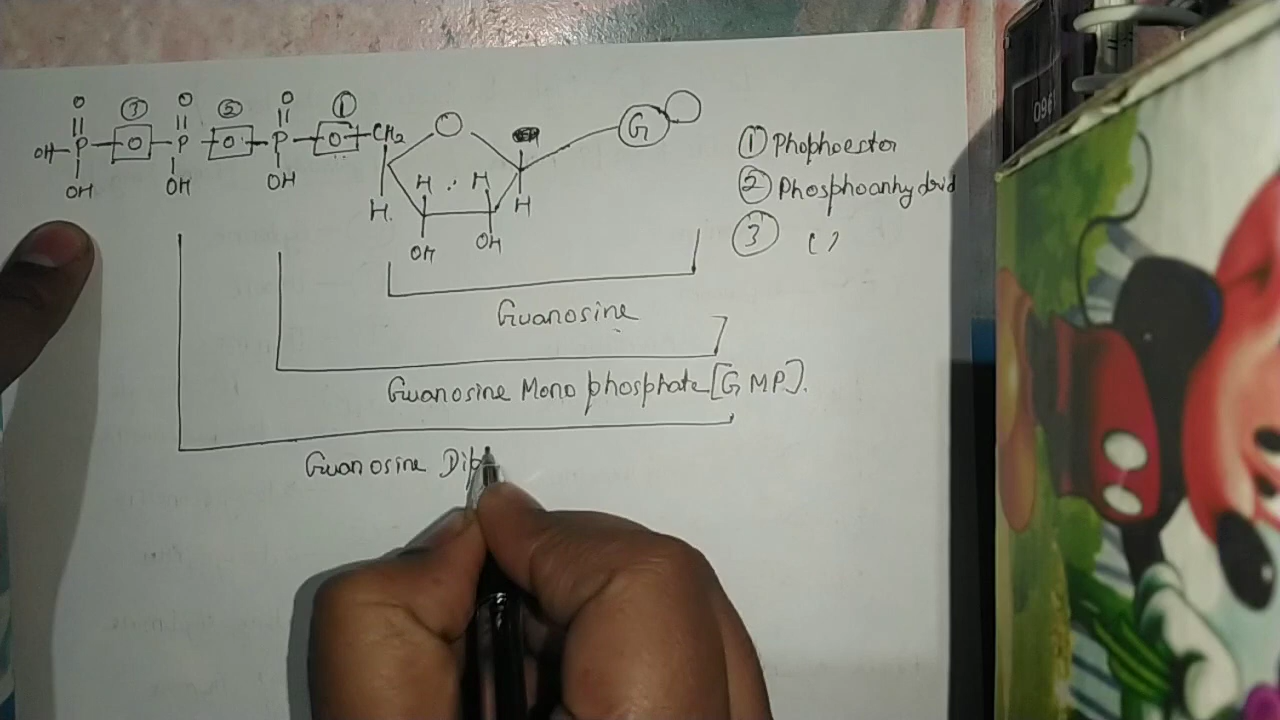 O ③ O ② O ①
OH-P-O-P-O-P-O-CH2 O G
OH OH OH
H H H H
OH OH
① Phophoester
② Phosphoanhydrid
③ ( )
Guanosine
Guanosine Mono phosphate [GMP].
Guanosine Dip
096